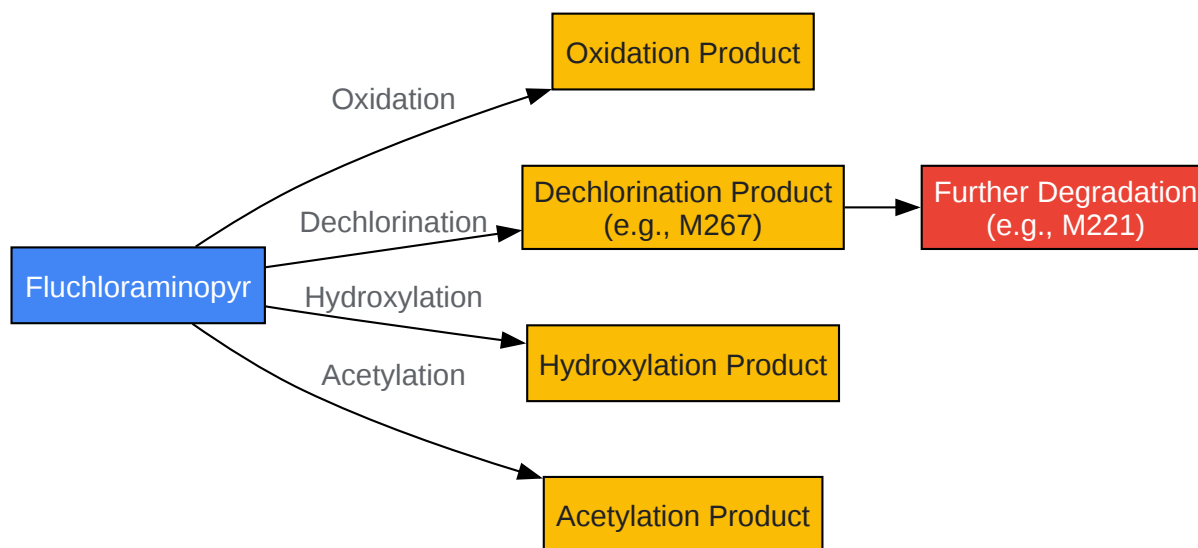 Oxidation Product
Oxidation
Dechlorination Product
(e.g., M267)
Further Degradation
(e.g., M221)
Dechlorination
Fluchloraminopyr
Hydroxylation
Hydroxylation Product
Acetylation
Acetylation Product